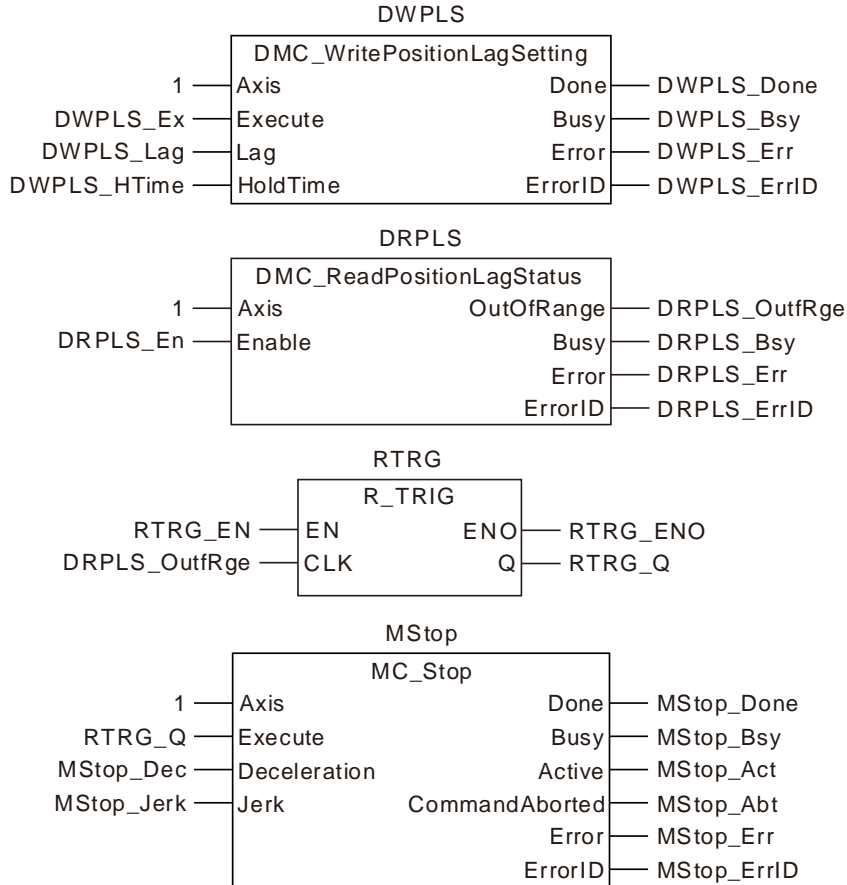 DWPLS
DMC_WritePositionLagSetting
1 Axis Done DWPLS_Done
DWPLS_Ex Execute Busy DWPLS_Bsy
DWPLS_Lag Lag Error DWPLS_Err
DWPLS_HTime HoldTime ErrorID DWPLS_ErrID
DRPLS
DMC_ReadPositionLagStatus
1 Axis OutOfRange DRPLS_OutfRge
DRPLS_En Enable Busy DRPLS_Bsy
Error DRPLS_Err
ErrorID DRPLS_ErrID
RTRG
R_TRIG
RTRG_EN EN ENO RTRG_ENO
DRPLS_OutfRge CLK Q RTRG_Q
MStop
MC_Stop
1 Axis Done MStop_Done
RTRG_Q Execute Busy MStop_Bsy
MStop_Dec Deceleration Active MStop_Act
MStop_Jerk Jerk CommandAborted MStop_Abt
Error MStop_Err
ErrorID MStop_ErrID